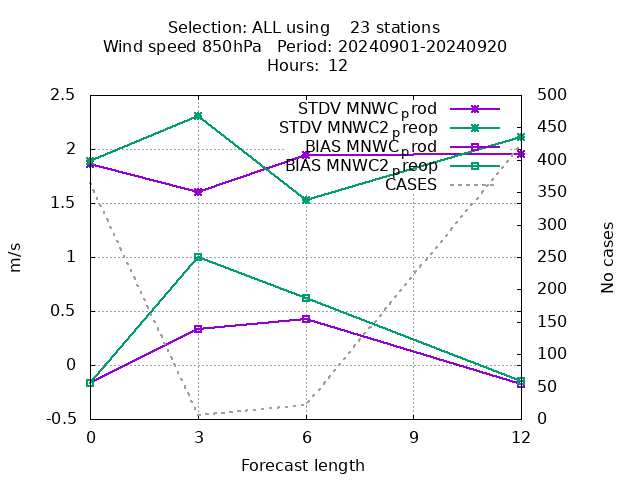 Selection: ALL using 23 stations
Wind speed 850hPa Period: 20240901-20240920
Hours: 12
2.5
2
1.5
1
0.5
0
-0.5
500
450
400
350
300
250
200
150
100
50
0
STDV MNWC_prod
STDV MNWC2_preop
BIAS MNWC_prod
BIAS MNWC2_preop
CASES
m/s
No cases
0 3 6 9 12
Forecast length